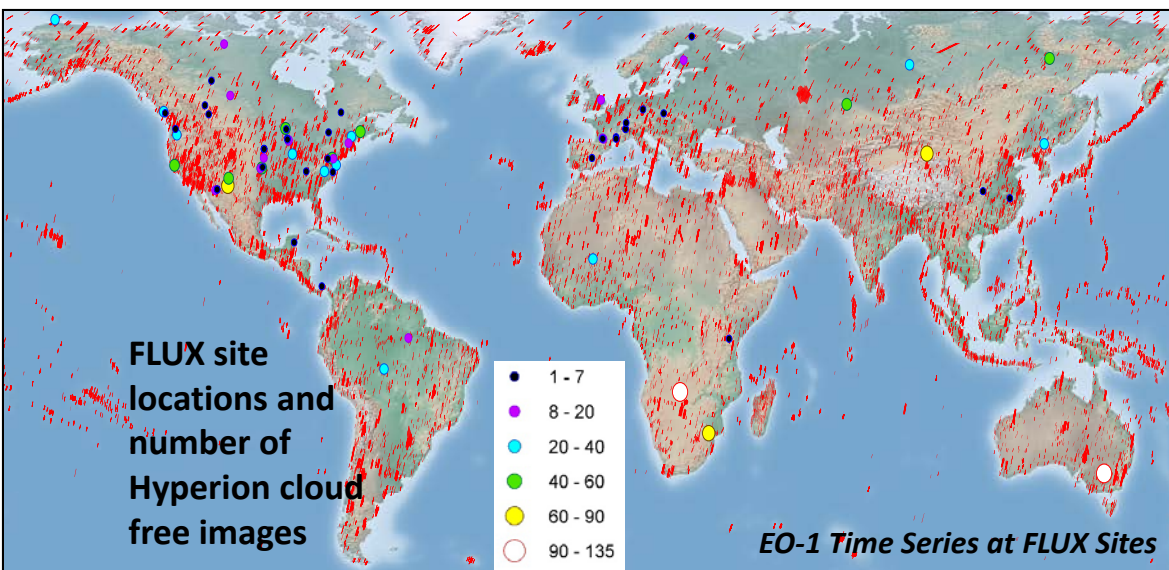 FLUX site
locations and
number of
Hyperion cloud
free images
1 - 7
8 - 20
20 - 40
40 - 60
60 - 90
90 - 135
EO-1 Time Series at FLUX Sites